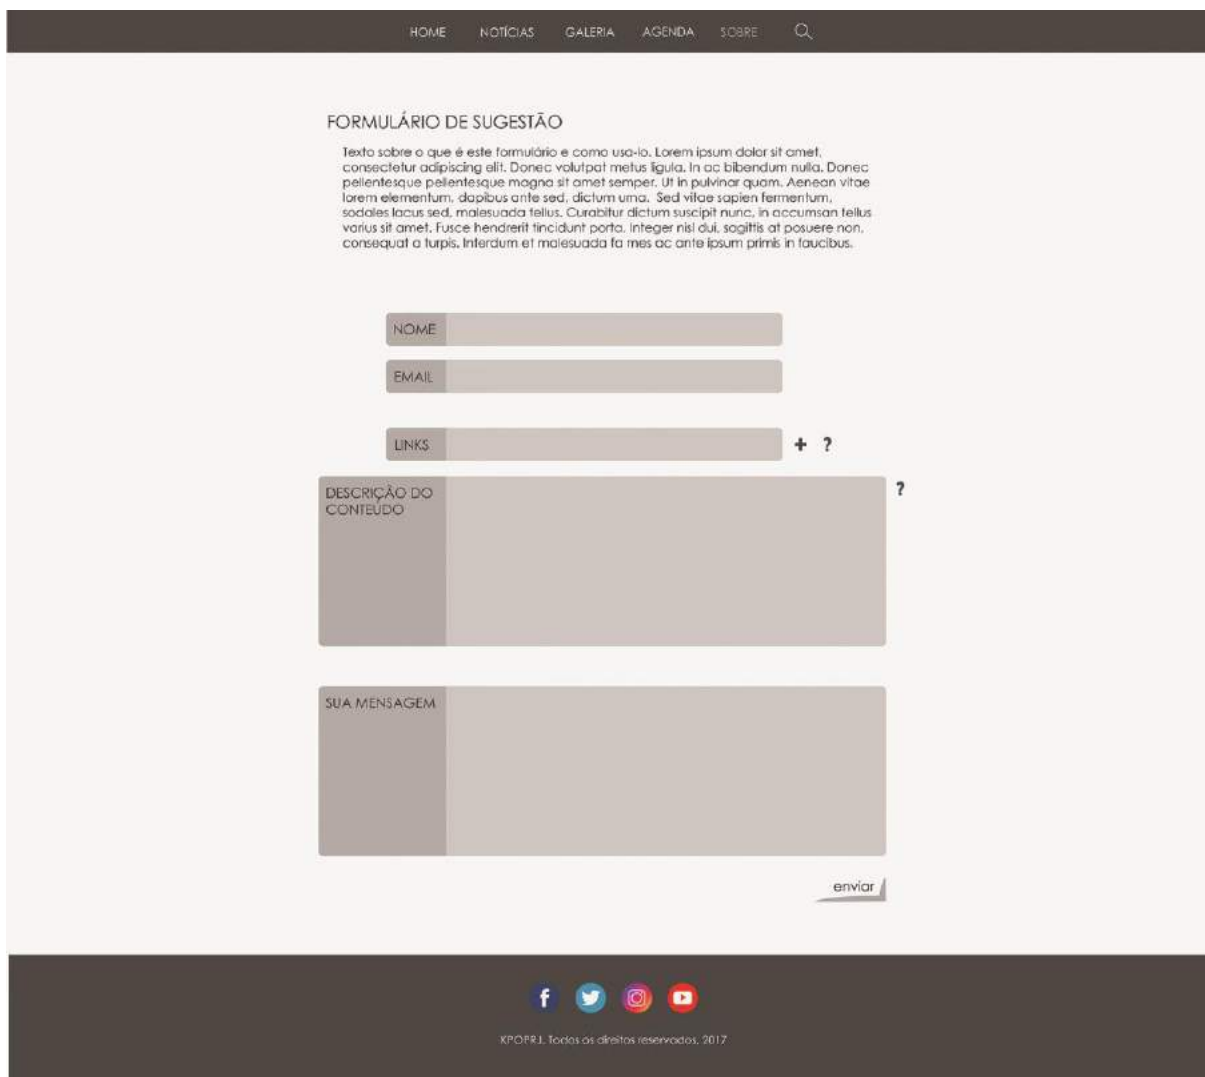 HOME NOTÍCIAS GALERIA AGENDA SOBRE
FORMULÁRIO DE SUGESTÃO
Texto sobre o que é este formulário e como usa-lo. Lorem ipsum dolor sit amet,
consectetur adipiscing elit. Donec volutpat metus ligula. In ac bibendum nulla. Donec
pellentesque pellentesque magna sit amet semper. Ut in pulvinar quam. Aenean vitae
lorem elementum, dapibus ante sed, dictum urna. Sed vitae sapien fermentum,
sodales lacus sed, malesuada tellus. Curabitur dictum suscipit nunc, in accumsan tellus
varius sit amet. Fusce hendrerit tincidunt porta. Integer nisl dui, sagittis at posuere non,
consequat a turpis. Interdum et malesuada fa mes ac ante ipsum primis in faucibus.
NOME
EMAIL
LINKS + ?
DESCRIÇÃO DO ?
CONTEÚDO
SUA MENSAGEM
enviar
KPOPRJ. Todos os direitos reservados, 2017